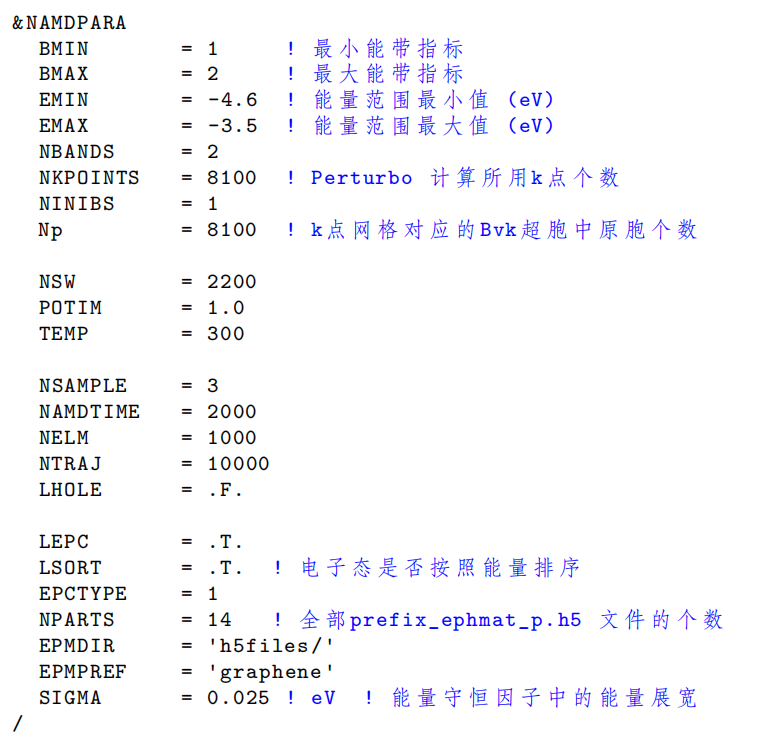 &NAMDPARA
BMIN = 1 ! 最小能带指标
BMAX = 2 ! 最大能带指标
EMIN = -4.6 ! 能量范围最小值 (eV)
EMAX = -3.5 ! 能量范围最大值 (eV)
NBANDS = 2
NKPOINTS = 8100 ! Perturbo 计算所用k点个数
NINIBS = 1
Np = 8100 ! k点网格对应的Bvk超胞中原胞个数
NSW = 2200
POTIM = 1.0
TEMP = 300
NSAMPLE = 3
NAMDTIME = 2000
NELM = 1000
NTRAJ = 10000
LHOLE = .F.
LEPC = .T.
LSORT = .T. ! 电子态是否按照能量排序
EPCTYPE = 1
NPARTS = 14 ! 全部prefix_ephmat_p.h5 文件的个数
EPMDIR = 'h5files/'
EPMPREF = 'graphene'
SIGMA = 0.025 ! eV ! 能量守恒因子中的能量展宽
/